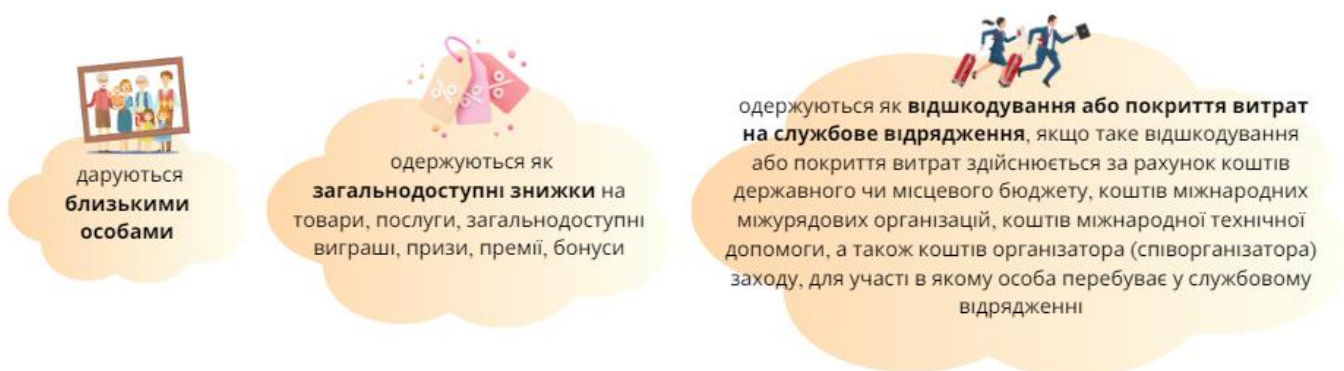 даруються
близькими
особами
одержуються як
загальнодоступні знижки на
товари, послуги, загальнодоступні
виграші, призи, премії, бонуси
одержуються як відшкодування або покриття витрат
на службове відрядження, якщо таке відшкодування
або покриття витрат здійснюється за рахунок коштів
державного чи місцевого бюджету, коштів міжнародних
міжурядових організацій, коштів міжнародної технічної
допомоги, а також коштів організатора (співорганізатора)
заходу, для участі в якому особа перебуває у службовому
відрядженні